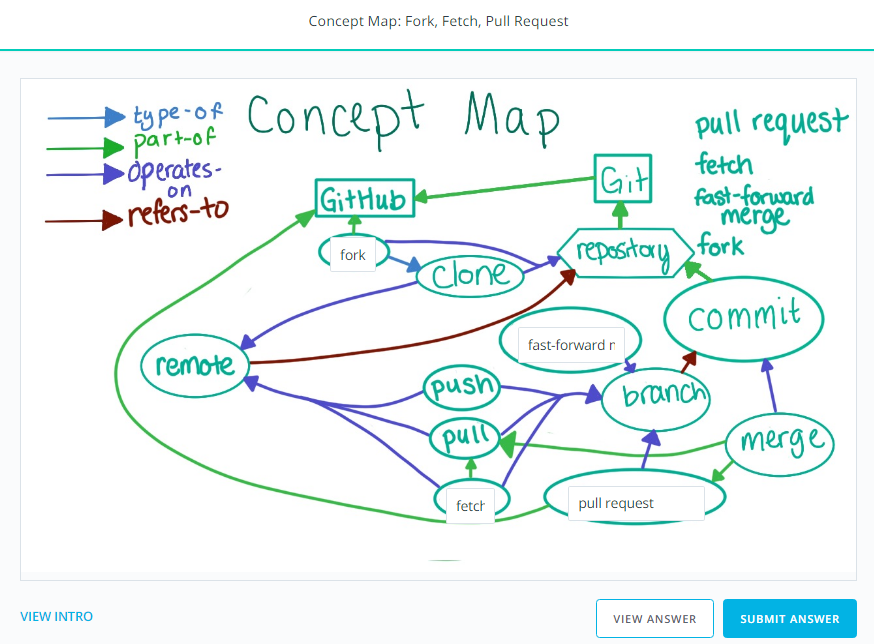 Concept Map: Fork, Fetch, Pull Request
type-of
part-of
operates-
on
refers-to
Concept Map
pull request
fetch
fast-forward
merge
fork
GitHub
Git
fork
clone
repository
commit
remote
fast-forward r
push
branch
pull
merge
fetch
pull request
VIEW INTRO
VIEW ANSWER
SUBMIT ANSWER